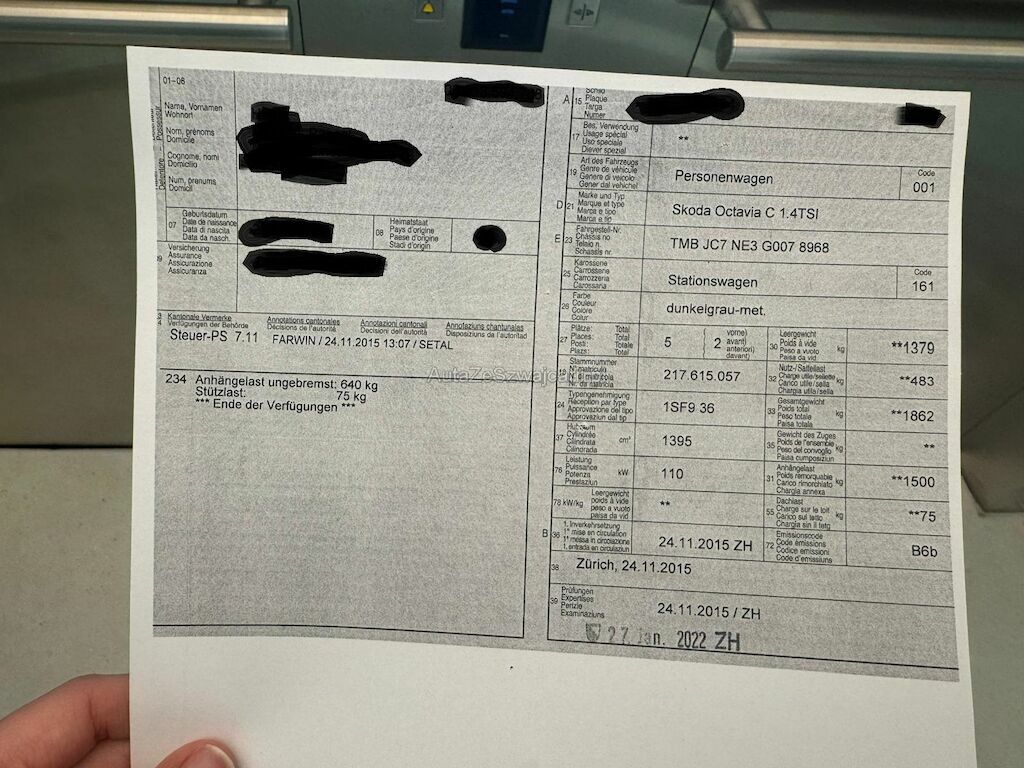 01-06
Name, Vornamen
Wohnort
Nom, prénoms
Domicile
Cognome, nomi
Domicilio
Num, prenums
Domicil
07
Geburtsdatum
Date de naissance
Data di nascita
Data da nasch.
08
Heimatstaat
Pays d'origine
Paese d'origine
Stadi d'origin
09
Versicherung
Assurance
Assicurazione
Assicuranza
Kantonale Vermerke
Verfügungen der Behörde
Annotations cantonales
Décisions de l'autorité
Annotazioni cantonali
Decisioni dell'autorità
Annotaziuns chantunalas
Disposiziuns da l'autoritad
Steuer-PS 7.11 FARWIN / 24.11.2015 13:07 / SETAL
234 Anhängelast ungebremst: 640 kg
Stützlast: 75 kg
*** Ende der Verfügungen ***
A 15
Schild
Plaque
Targa
Numer
17
Bes. Verwendung
Usage spécial
Uso speciale
Diever spezial
**
19
Art des Fahrzeugs
Genre de véhicule
Genere di veicolo
Gener dal vehichel
Personenwagen
Code
001
D 21
Marke und Typ
Marque et type
Marca e tipo
Marca e tip
Skoda Octavia C 1.4TSI
E 23
Fahrgestell-Nr.
Châssis no
Telaio n.
Schassis nr.
TMB JC7 NE3 G007 8968
25
Karosserie
Carrosserie
Carrozzeria
Carossaria
Stationswagen
Code
161
26
Farbe
Couleur
Colore
Colur
dunkelgrau-met.
27
Plätze: Total
Places: Total
Posti: Totale
Plazs: Total
5
2
vorne)
avant)
anteriori)
davant)
30
Leergewicht
Poids à vide
Peso a vuoto
Paisa da vid
kg
**1379
18
Stammnummer
N° matricule
N. di matricola
Nr. da matricla
217.615.057
32
Nutz-/Sattellast
Charge utile/sellette
Carico utile/sella
Chargia utila/sella
kg
**483
24
Typengenehmigung
Réception par type
Approvazione del tipo
Approvaziun dal tip
1SF9 36
33
Gesamtgewicht
Poids total
Peso totale
Paisa totala
kg
**1862
37
Hubraum
Cylindrée
Cilindrata
Cilindrada
cm³
1395
35
Gewicht des Zuges
Poids de l'ensemble
Peso del convoglio
Paisa cumposiziun
kg
**
76
Leistung
Puissance
Potenza
Prestaziun
kW
110
31
Anhängelast
Poids remorquable
Carico rimorchiato
Chargia annexa
kg
**1500
78 kW/kg
Leergewicht
poids à vide
peso a vuoto
paisa da vid
**
55
Dachlast
Charge sur le toit
Carico sul tetto
Chargia sin il tetg
kg
**75
B 36
1. Inverkehrsetzung
1re mise en circulation
1a messa in circolazione
1. entrada en circulaziun
24.11.2015 ZH
72
Emissionscode
Code émissions
Codice emissioni
Code d'emissiuns
B6b
38
Zürich, 24.11.2015
39
Prüfungen
Expertises
Perizie
Examinaziuns
24.11.2015 / ZH
27. Jan. 2022 ZH